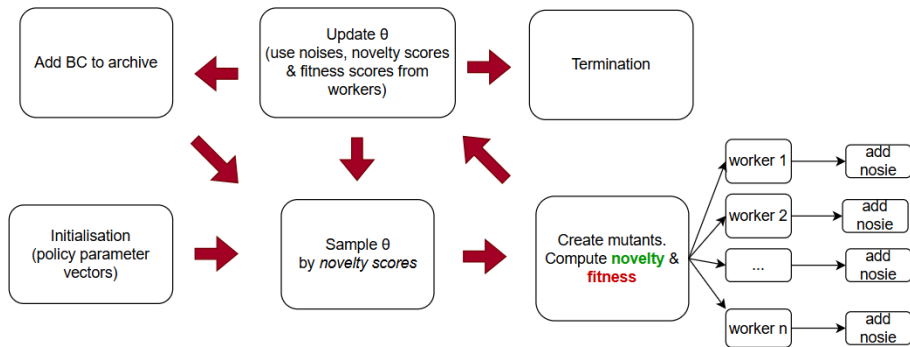 Add BC to archive
Update θ
(use noises, novelty scores
& fitness scores from
workers)
Termination
Initialisation
(policy parameter
vectors)
Sample θ
by novelty scores
Create mutants.
Compute novelty &
fitness
worker 1
add
nosie
worker 2
add
nosie
...
add
nosie
worker n
add
nosie